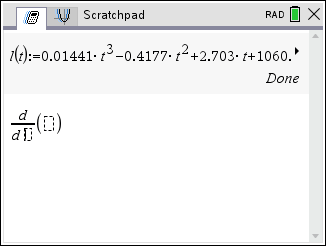 Scratchpad RAD
l(t):=0.01441· t³−0.4177· t²+2.703· t+1060.
Done
d/d▯(▯)